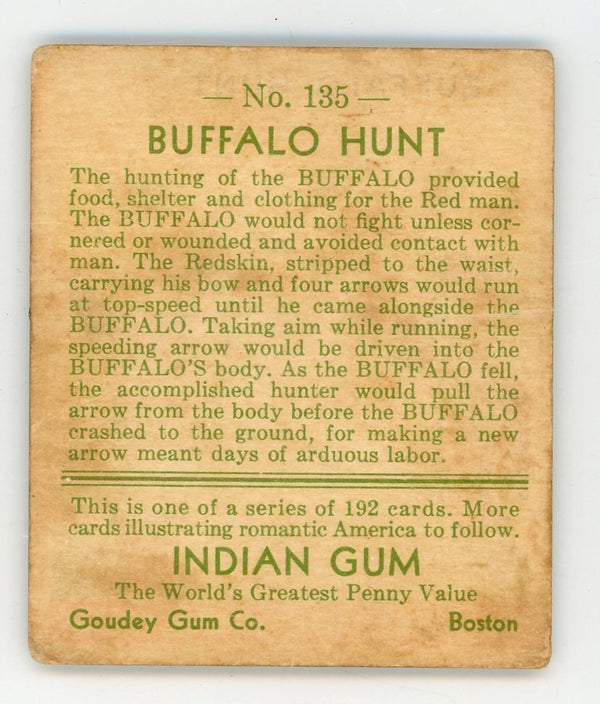 — No. 135 —
BUFFALO HUNT
The hunting of the BUFFALO provided
food, shelter and clothing for the Red man.
The BUFFALO would not fight unless cor-
nered or wounded and avoided contact with
man. The Redskin, stripped to the waist,
carrying his bow and four arrows would run
at top-speed until he came alongside the
BUFFALO. Taking aim while running, the
speeding arrow would be driven into the
BUFFALO'S body. As the BUFFALO fell,
the accomplished hunter would pull the
arrow from the body before the BUFFALO
crashed to the ground, for making a new
arrow meant days of arduous labor.
This is one of a series of 192 cards. More
cards illustrating romantic America to follow.
INDIAN GUM
The World's Greatest Penny Value
Goudey Gum Co. Boston